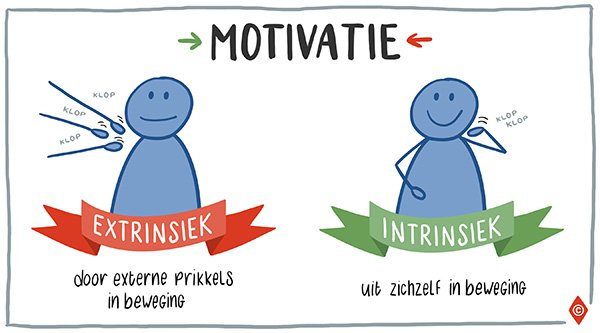 MOTIVATIE
KLOP
KLOP
KLOP
KLOP
KLOP
EXTRINSIEK
INTRINSIEK
door externe prikkels
in beweging
uit zichzelf in beweging
©